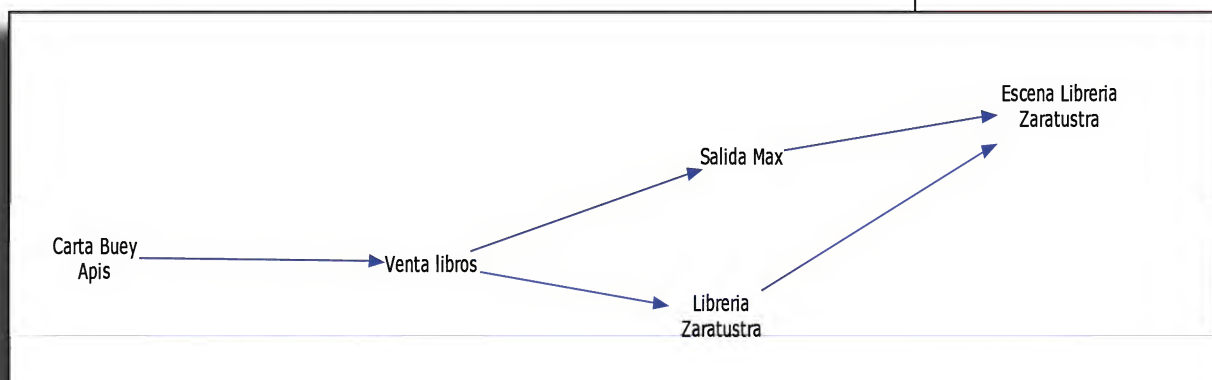 Escena Libreria
Zaratustra
Salida Max
Carta Buey
Apis
Venta libros
Libreria
Zaratustra